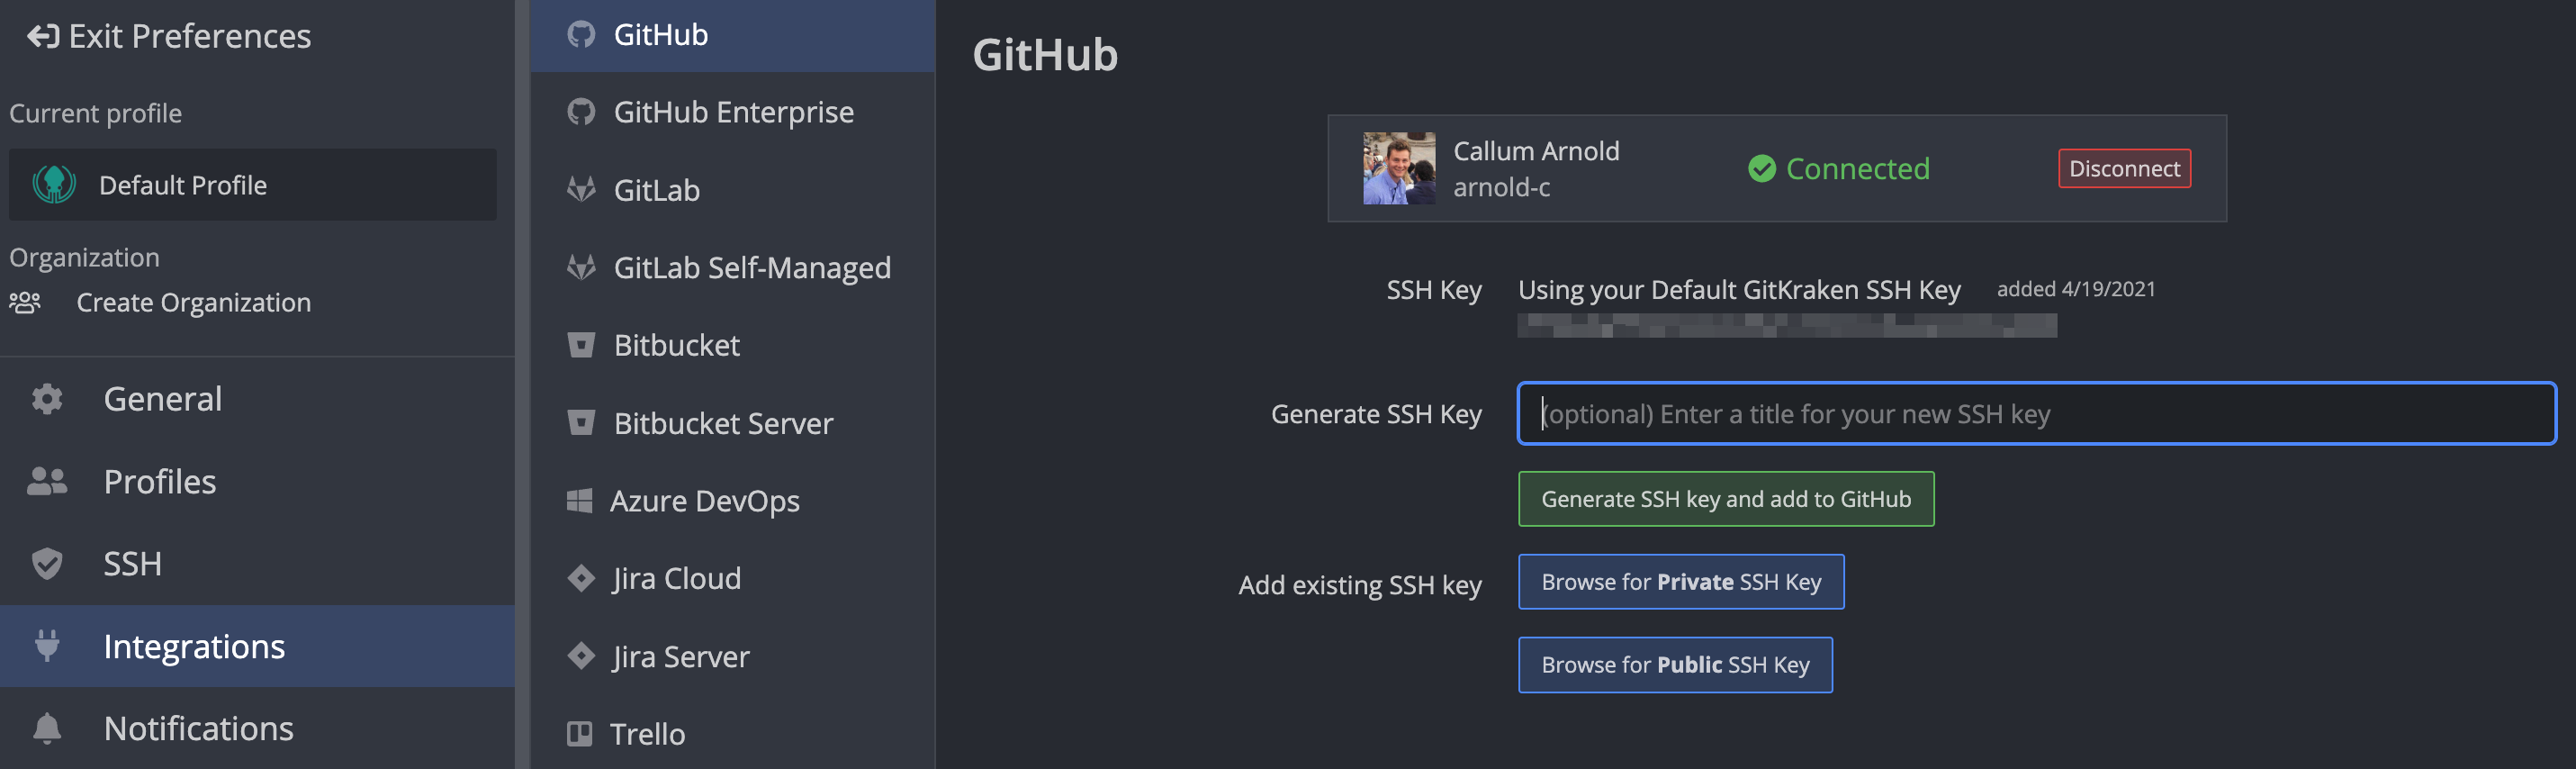 Exit Preferences
Current profile
Default Profile
Organization
Create Organization
General
Profiles
SSH
Integrations
Notifications
GitHub
GitHub Enterprise
GitLab
GitLab Self-Managed
Bitbucket
Bitbucket Server
Azure DevOps
Jira Cloud
Jira Server
Trello
GitHub
Callum Arnold
arnold-c
Connected
Disconnect
SSH Key Using your Default GitKraken SSH Key added 4/19/2021
Generate SSH Key (optional) Enter a title for your new SSH key
Generate SSH key and add to GitHub
Add existing SSH key Browse for Private SSH Key
Browse for Public SSH Key